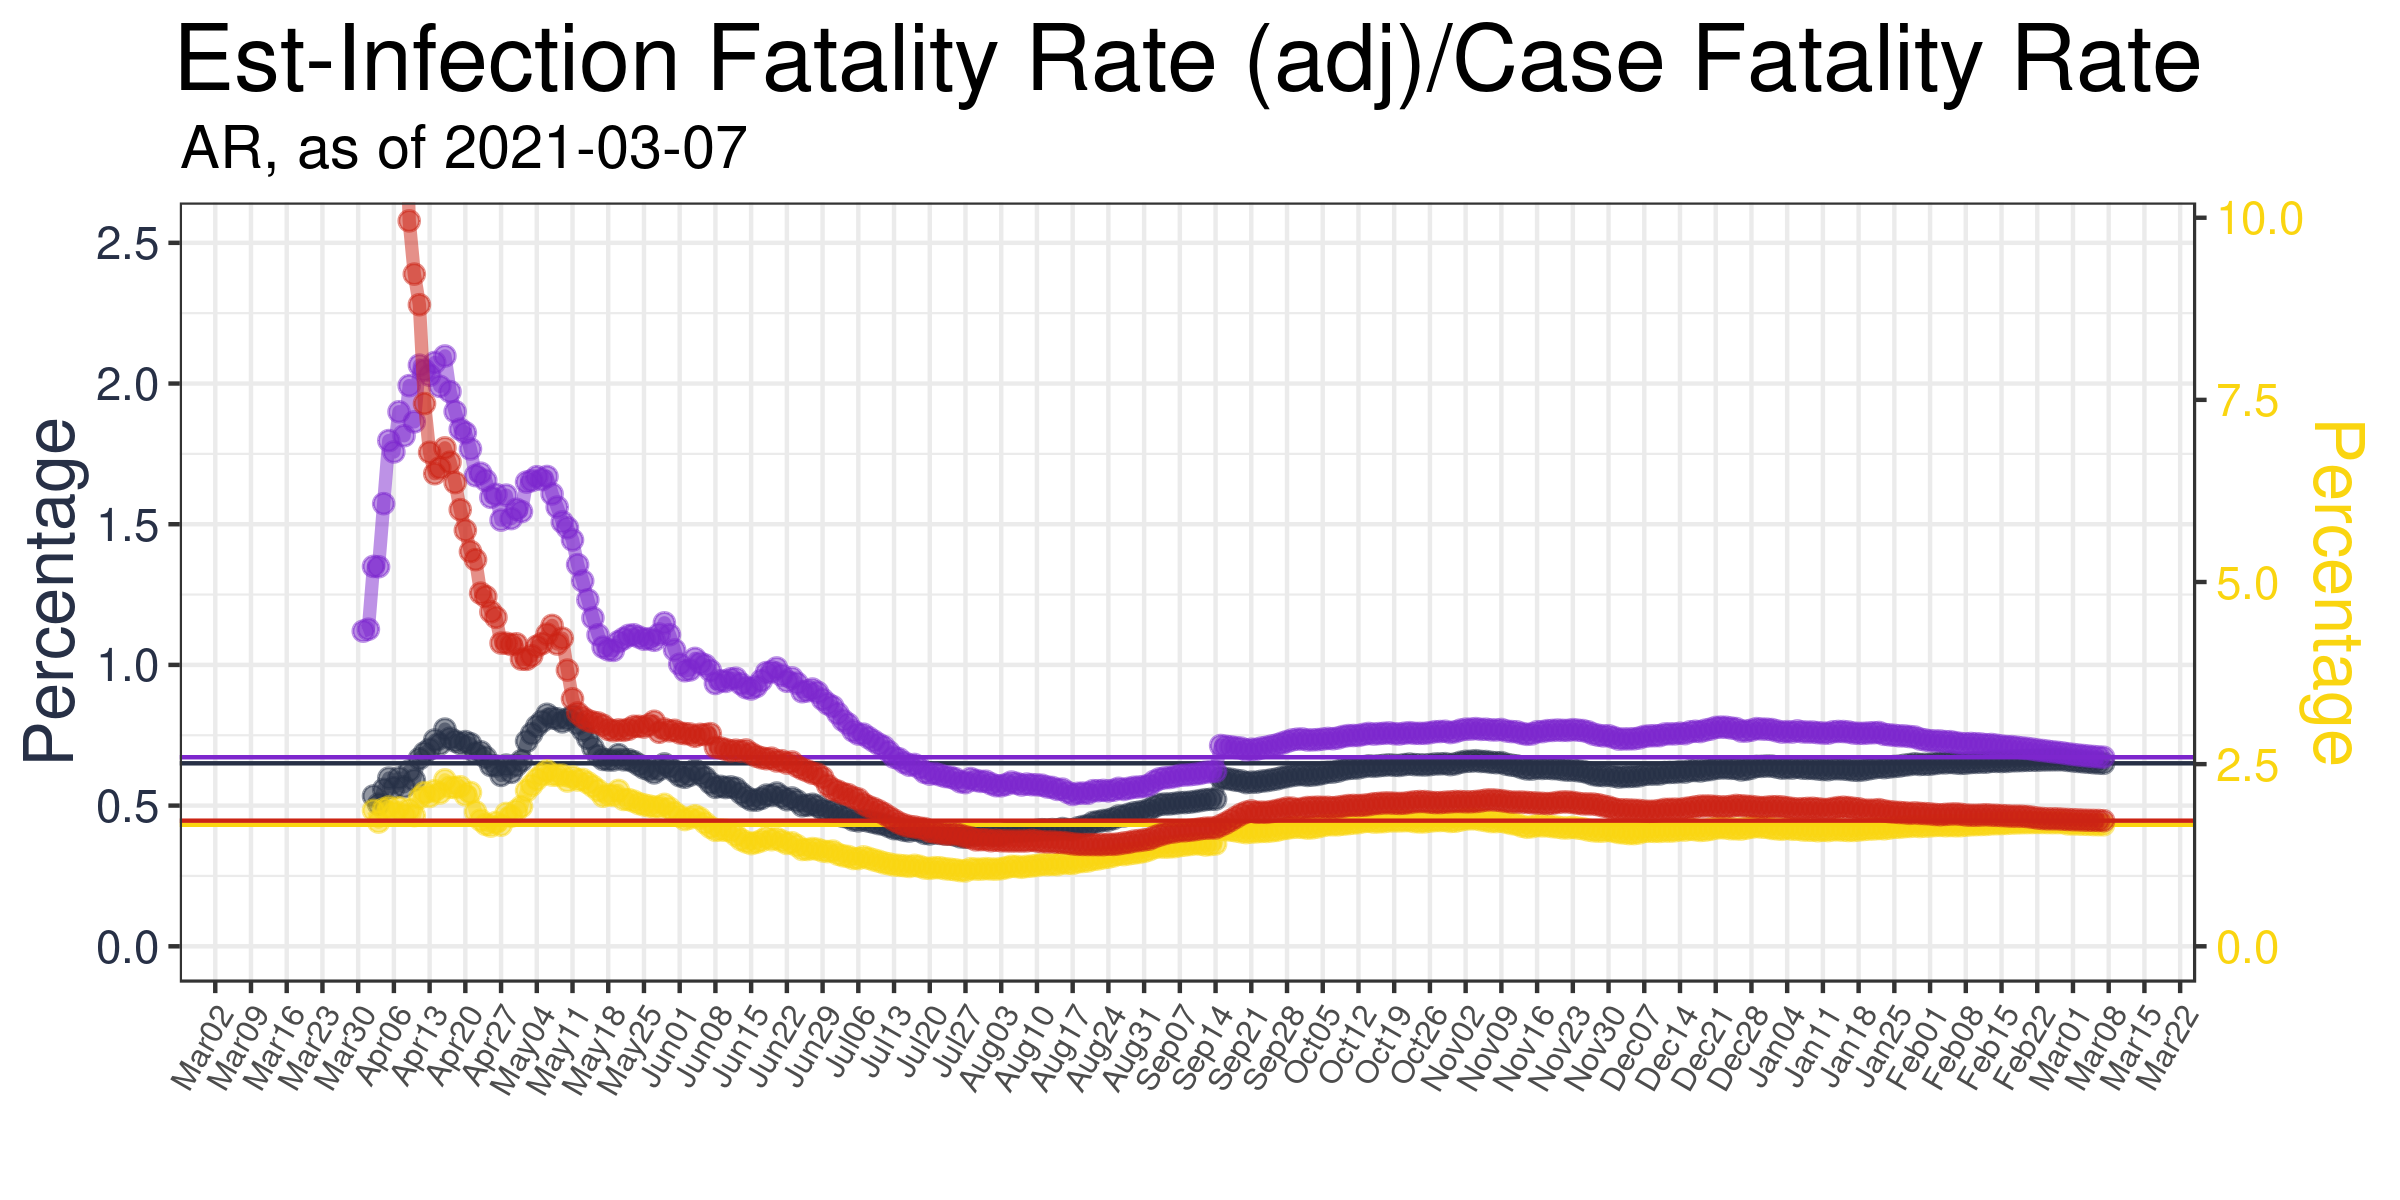 Est-Infection Fatality Rate (adj)/Case Fatality Rate
AR, as of 2021-03-07
Percentage
2.5
2.0
1.5
1.0
0.5
0.0
10.0
7.5
5.0
2.5
0.0
Percentage
Mar02
Mar09
Mar16
Mar23
Mar30
Apr06
Apr13
Apr20
Apr27
May04
May11
May18
May25
Jun01
Jun08
Jun15
Jun22
Jun29
Jul06
Jul13
Jul20
Jul27
Aug03
Aug10
Aug17
Aug24
Aug31
Sep07
Sep14
Sep21
Sep28
Oct05
Oct12
Oct19
Oct26
Nov02
Nov09
Nov16
Nov23
Nov30
Dec07
Dec14
Dec21
Dec28
Jan04
Jan11
Jan18
Jan25
Feb01
Feb08
Feb15
Feb22
Mar01
Mar08
Mar15
Mar22